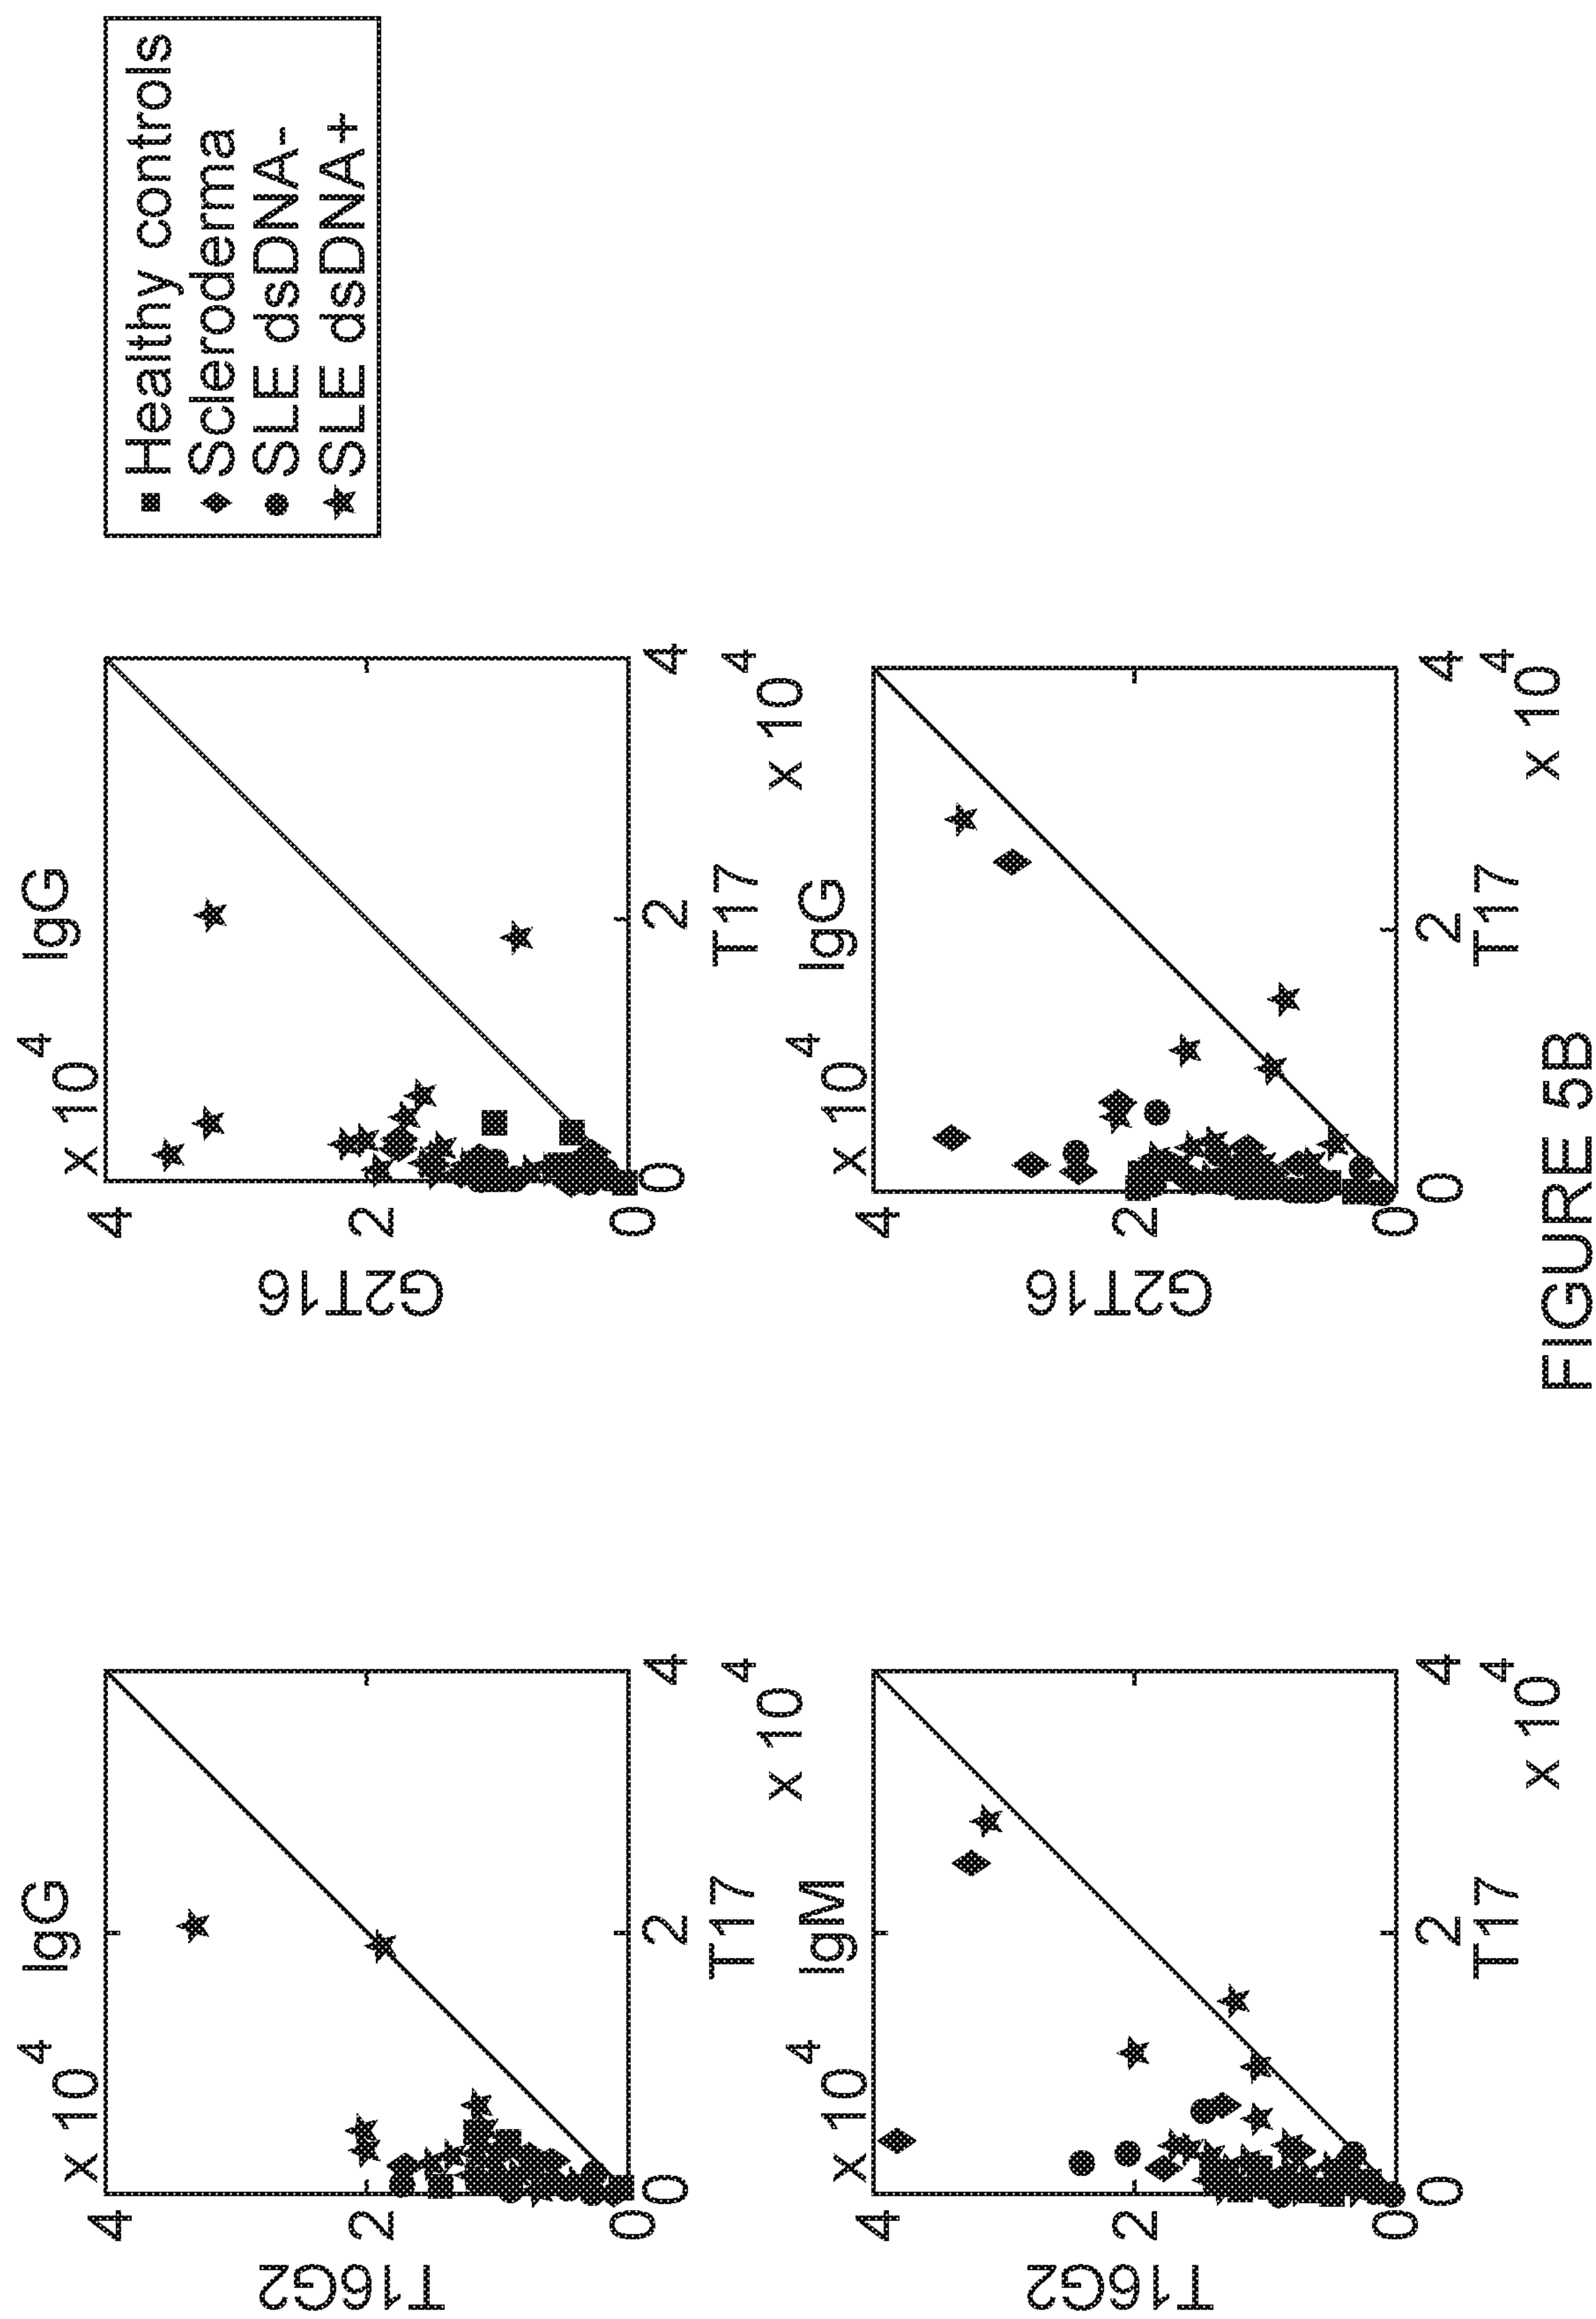 IgG
x 10 4
4
2
0
T16G2
0
2
4
T17
x 10 4
IgG
x 10 4
4
2
0
G2T16
0
2
4
T17
x 10 4
Healthy controls
Scleroderma
SLE dsDNA-
SLE dsDNA+
IgM
x 10 4
4
2
0
T16G2
0
2
4
T17
x 10 4
IgG
x 10 4
4
2
0
G2T16
0
2
4
T17
x 10 4
FIGURE 5B